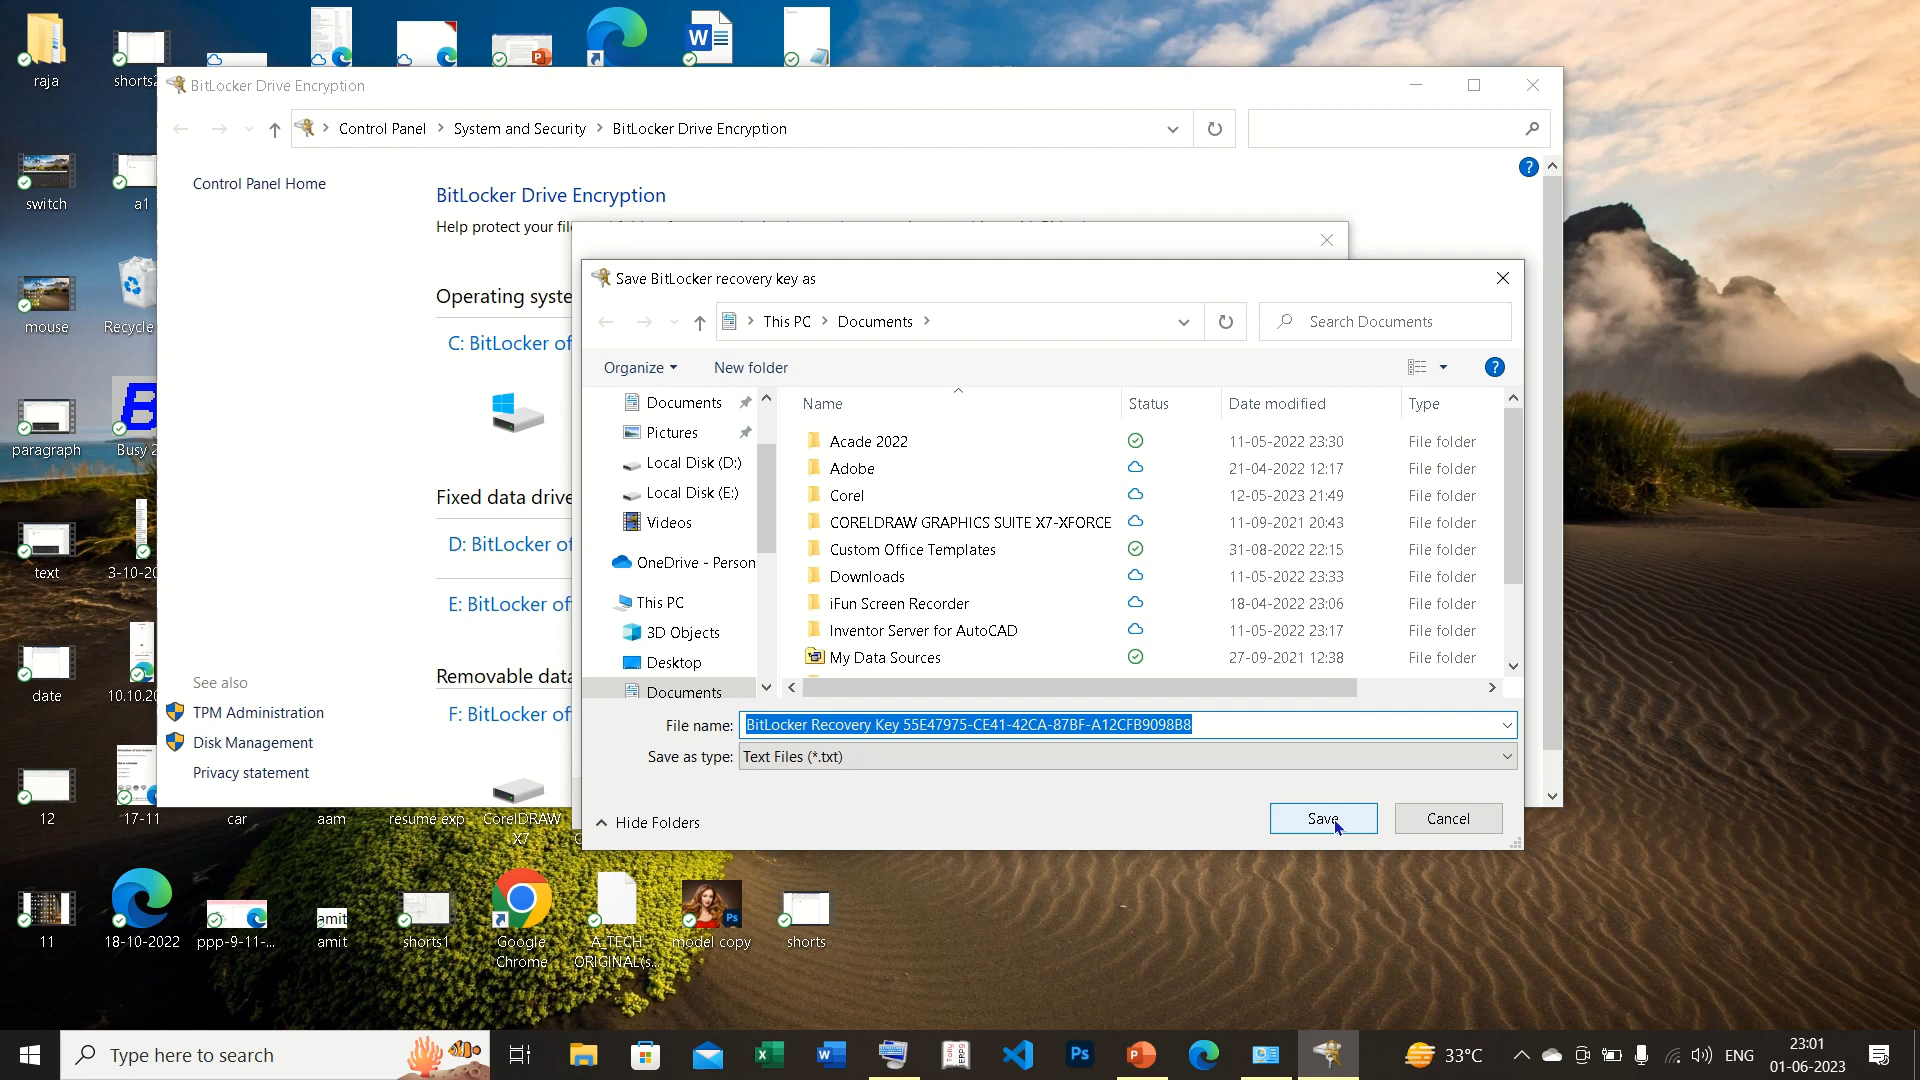 raja
shorts2
switch
a1
mouse
Recycle
paragraph
Busy 2
text
3-10-20
date
10.10.20
12
17-11
car
aam
resume exp
CorelDRAW
X7
11
18-10-2022
ppp-9-11-...
amit
amit
shorts1
Google
Chrome
A_TECH
ORIGINAL(s...
model copy
shorts
BitLocker Drive Encryption
Control Panel
System and Security
BitLocker Drive Encryption
Control Panel Home
BitLocker Drive Encryption
Help protect your file
Operating syste
C: BitLocker of
Fixed data drive
D: BitLocker of
E: BitLocker of
Removable data
F: BitLocker of
See also
TPM Administration
Disk Management
Privacy statement
Save BitLocker recovery key as
This PC
Documents
Search Documents
Organize
New folder
Documents
Pictures
Local Disk (D:)
Local Disk (E:)
Videos
OneDrive - Person
This PC
3D Objects
Desktop
Documents
Name Status Date modified Type
Acade 2022 11-05-2022 23:30 File folder
Adobe 21-04-2022 12:17 File folder
Corel 12-05-2023 21:49 File folder
CORELDRAW GRAPHICS SUITE X7-XFORCE 11-09-2021 20:43 File folder
Custom Office Templates 31-08-2022 22:15 File folder
Downloads 11-05-2022 23:33 File folder
iFun Screen Recorder 18-04-2022 23:06 File folder
Inventor Server for AutoCAD 11-05-2022 23:17 File folder
My Data Sources 27-09-2021 12:38 File folder
File name: BitLocker Recovery Key 55E47975-CE41-42CA-87BF-A12CFB9098B8
Save as type: Text Files (*.txt)
Hide Folders
Save
Cancel
Type here to search
33°C
ENG
23:01
01-06-2023